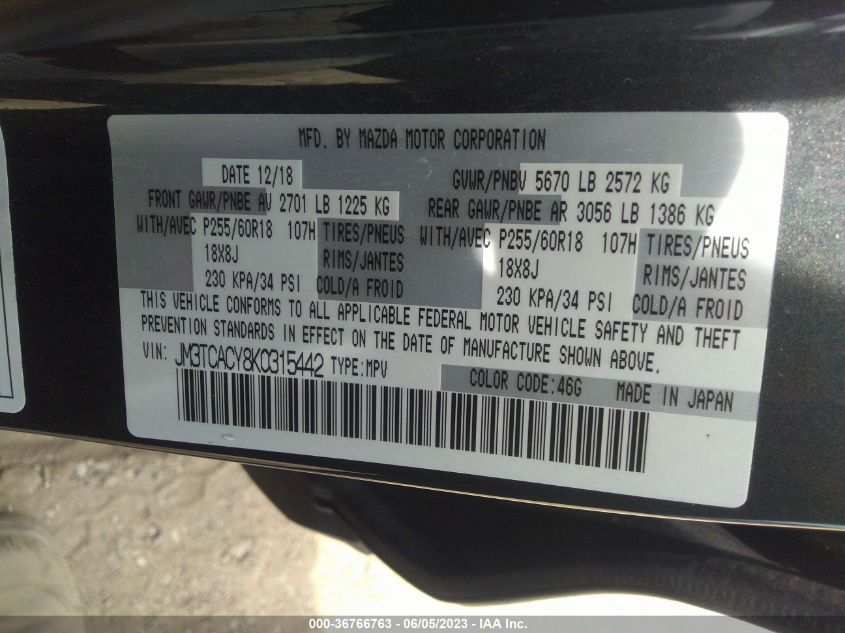 MFD. BY MAZDA MOTOR CORPORATION
DATE 12/18 GVWR/PNBV 5670 LB 2572 KG
FRONT GAWR/PNBE AV 2701 LB 1225 KG REAR GAWR/PNBE AR 3056 LB 1386 KG
WITH/AVEC P255/60R18 107H TIRES/PNEUS WITH/AVEC P255/60R18 107H TIRES/PNEUS
18X8J RIMS/JANTES 18X8J RIMS/JANTES
230 KPA/34 PSI COLD/A FROID 230 KPA/34 PSI COLD/A FROID
THIS VEHICLE CONFORMS TO ALL APPLICABLE FEDERAL MOTOR VEHICLE SAFETY AND THEFT
PREVENTION STANDARDS IN EFFECT ON THE DATE OF MANUFACTURE SHOWN ABOVE.
VIN: JM3TCACY8K0315442 TYPE:MPV COLOR CODE:46G MADE IN JAPAN
000-36766763 - 06/05/2023 - IAA Inc.